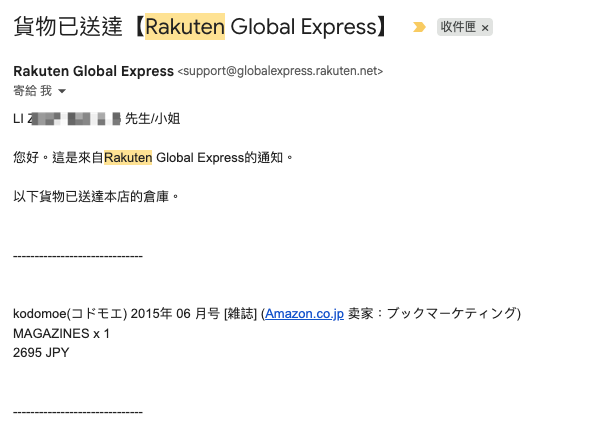 貨物已送達【Rakuten Global Express】 收件匣 ×
Rakuten Global Express <support@globalexpress.rakuten.net>
寄給 我
LI 先生/小姐
您好。這是來自Rakuten Global Express的通知。
以下貨物已送達本店的倉庫。
------------------------------
kodomoe(コドモエ) 2015年 06 月号 [雑誌] (Amazon.co.jp 卖家：ブックマーケティング)
MAGAZINES x 1
2695 JPY
------------------------------